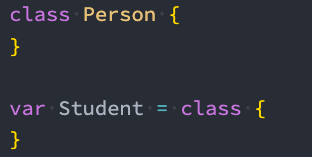 class Person {
}
var Student = class {
}